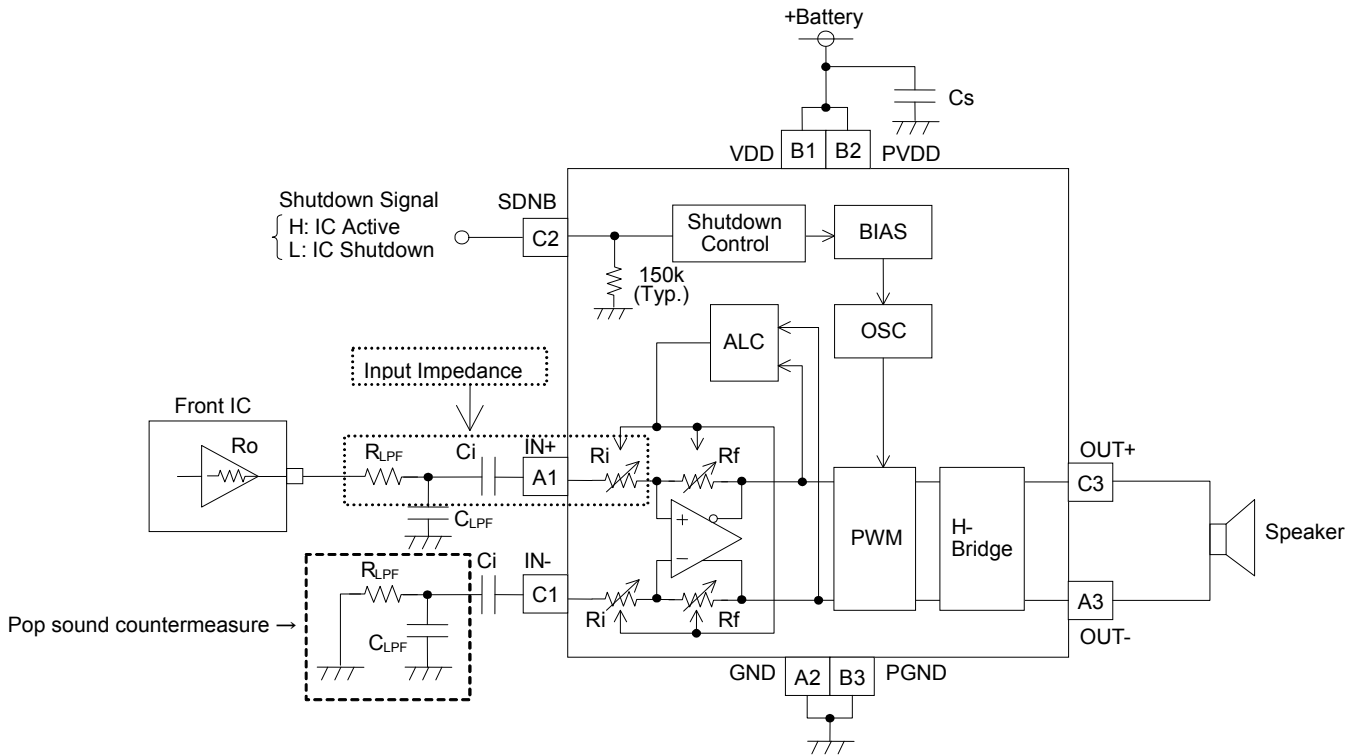 +Battery
Cs
VDD B1 B2 PVDD
Shutdown Signal
H: IC Active
L: IC Shutdown
SDNB
C2
Shutdown
Control
BIAS
150k
(Typ.)
ALC
OSC
Input Impedance
Front IC
Ro
RLPF
Ci
IN+
A1
Ri
Rf
OUT+
C3
CLPF
+
−
PWM
H-
Bridge
Speaker
RLPF
Ci
IN-
C1
Ri
Rf
A3
OUT-
Pop sound countermeasure →
CLPF
GND A2 B3 PGND